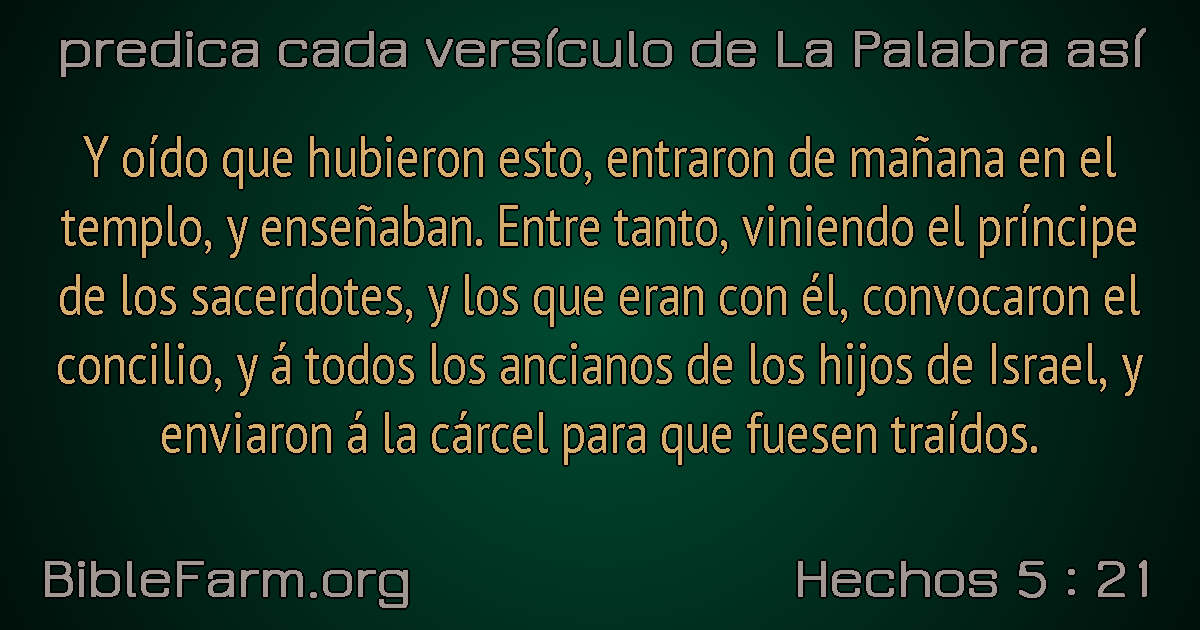 predica cada versículo de La Palabra así
Y oído que hubieron esto, entraron de mañana en el
templo, y enseñaban. Entre tanto, viniendo el príncipe
de los sacerdotes, y los que eran con él, convocaron el
concilio, y á todos los ancianos de los hijos de Israel, y
enviaron á la cárcel para que fuesen traídos.
BibleFarm.org
Hechos 5 : 21